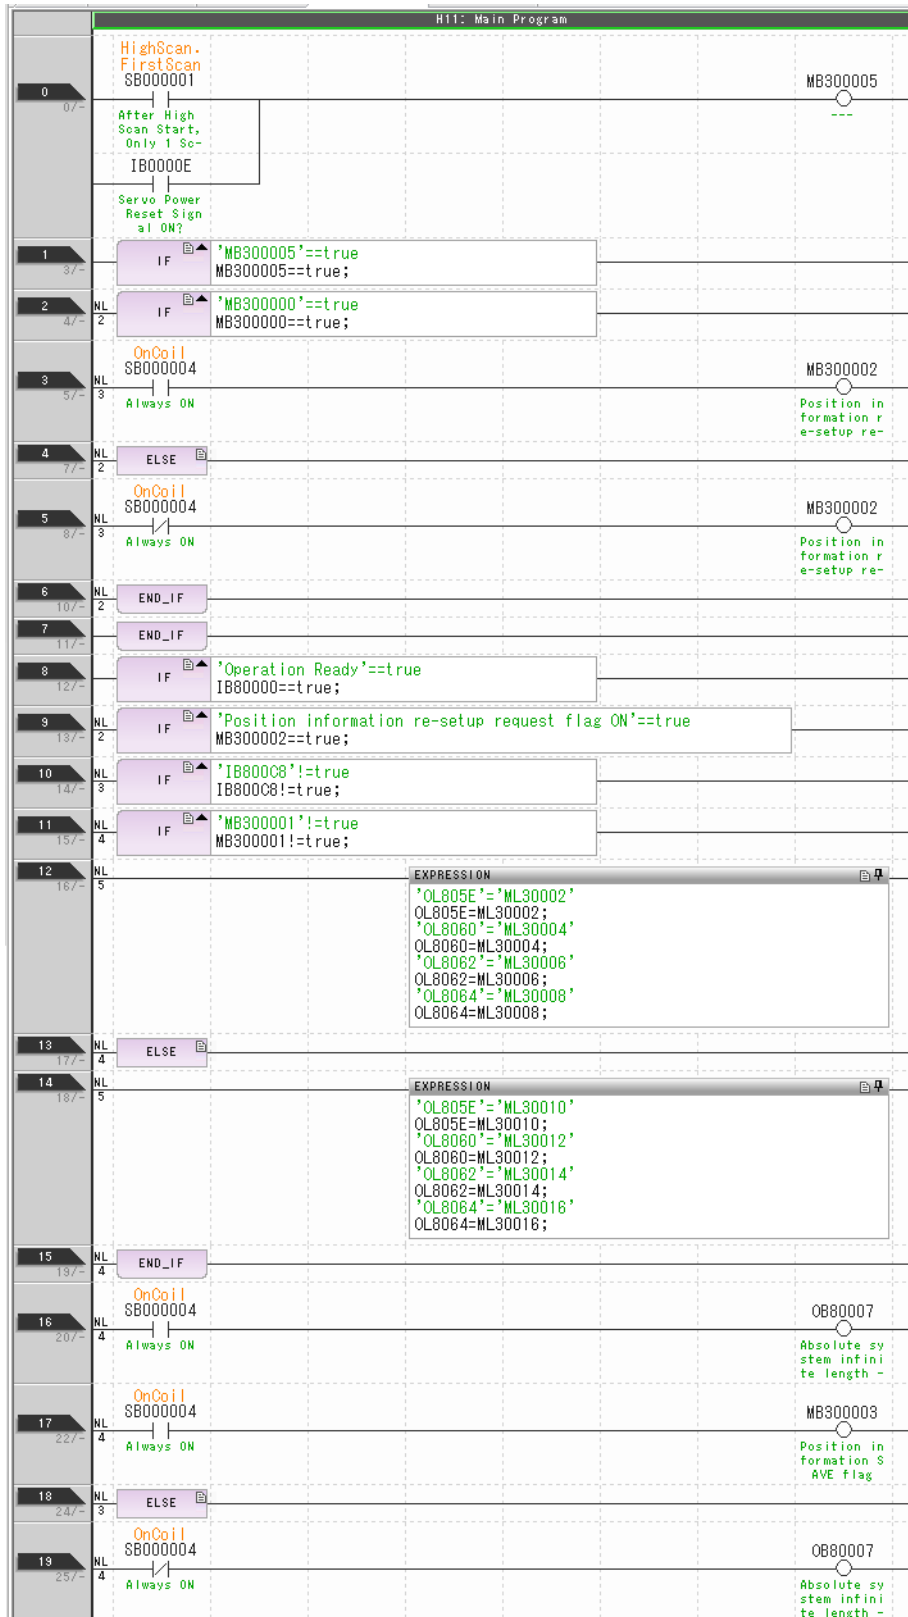 H11: Main Program
HighScan.
FirstScan
SB000001
MB300005
0
0/-
After High
Scan Start,
Only 1 Sc-
---
IB0000E
Servo Power
Reset Sign
al ON?
1
3/-
IF
'MB300005'==true
MB300005==true;
2
4/-
NL
2
IF
'MB300000'==true
MB300000==true;
OnCoil
SB000004
MB300002
3
5/-
NL
3
Always ON
Position in
formation r
e-setup re-
4
7/-
NL
2
ELSE
OnCoil
SB000004
MB300002
5
8/-
NL
3
Always ON
Position in
formation r
e-setup re-
6
10/-
NL
2
END_IF
7
11/-
END_IF
8
12/-
IF
'Operation Ready'==true
IB80000==true;
9
13/-
NL
2
IF
'Position information re-setup request flag ON'==true
MB300002==true;
10
14/-
NL
3
IF
'IB800C8'!=true
IB800C8!=true;
11
15/-
NL
4
IF
'MB300001'!=true
MB300001!=true;
12
16/-
NL
5
EXPRESSION
'OL805E'='ML30002'
OL805E=ML30002;
'OL8060'='ML30004'
OL8060=ML30004;
'OL8062'='ML30006'
OL8062=ML30006;
'OL8064'='ML30008'
OL8064=ML30008;
13
17/-
NL
4
ELSE
14
18/-
NL
5
EXPRESSION
'OL805E'='ML30010'
OL805E=ML30010;
'OL8060'='ML30012'
OL8060=ML30012;
'OL8062'='ML30014'
OL8062=ML30014;
'OL8064'='ML30016'
OL8064=ML30016;
15
19/-
NL
4
END_IF
OnCoil
SB000004
OB80007
16
20/-
NL
4
Always ON
Absolute sy
stem infini
te length -
OnCoil
SB000004
MB300003
17
22/-
NL
4
Always ON
Position in
formation S
AVE flag
18
24/-
NL
3
ELSE
OnCoil
SB000004
OB80007
19
25/-
NL
4
Always ON
Absolute sy
stem infini
te length -